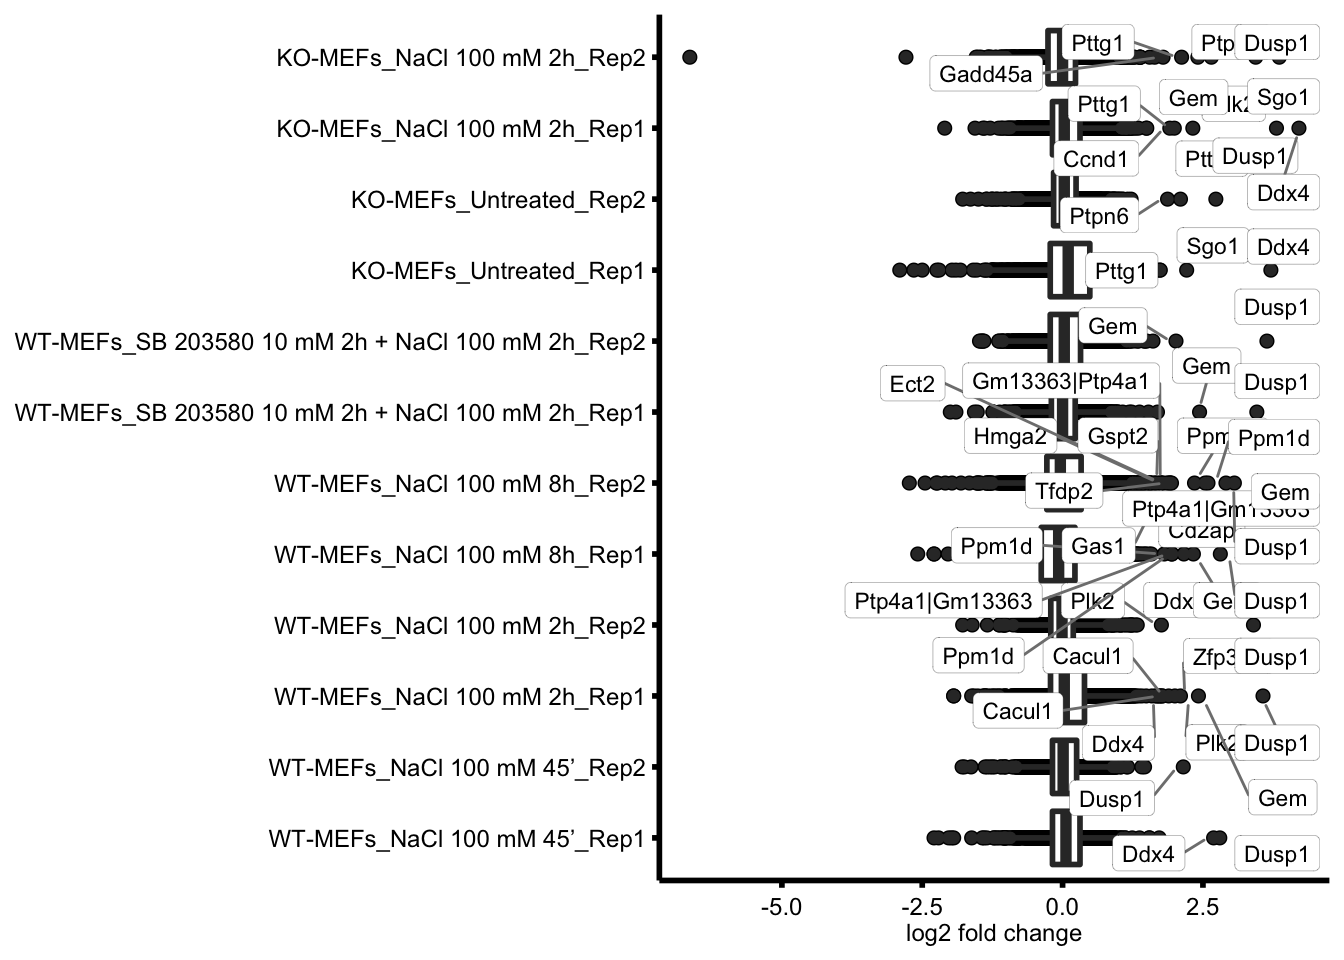 KO-MEFs_NaCl 100 mM 2h_Rep2
KO-MEFs_NaCl 100 mM 2h_Rep1
KO-MEFs_Untreated_Rep2
KO-MEFs_Untreated_Rep1
WT-MEFs_SB 203580 10 mM 2h + NaCl 100 mM 2h_Rep2
WT-MEFs_SB 203580 10 mM 2h + NaCl 100 mM 2h_Rep1
WT-MEFs_NaCl 100 mM 8h_Rep2
WT-MEFs_NaCl 100 mM 8h_Rep1
WT-MEFs_NaCl 100 mM 2h_Rep2
WT-MEFs_NaCl 100 mM 2h_Rep1
WT-MEFs_NaCl 100 mM 45’_Rep2
WT-MEFs_NaCl 100 mM 45’_Rep1
Pttg1
Dusp1
Gadd45a
Pttg1
Gem
Sgo1
Ccnd1
Dusp1
Ddx4
Ptpn6
Sgo1
Ddx4
Pttg1
Dusp1
Gem
Gem
Ect2
Gm13363|Ptp4a1
Dusp1
Hmga2
Gspt2
Ppm1d
Tfdp2
Gem
Ptp4a1|Gm13363
Cd2ap
Ppm1d
Gas1
Dusp1
Ptp4a1|Gm13363
Plk2
Dusp1
Ppm1d
Cacul1
Dusp1
Cacul1
Ddx4
Plk2
Dusp1
Dusp1
Gem
Ddx4
Dusp1
-5.0
-2.5
0.0
2.5
log2 fold change